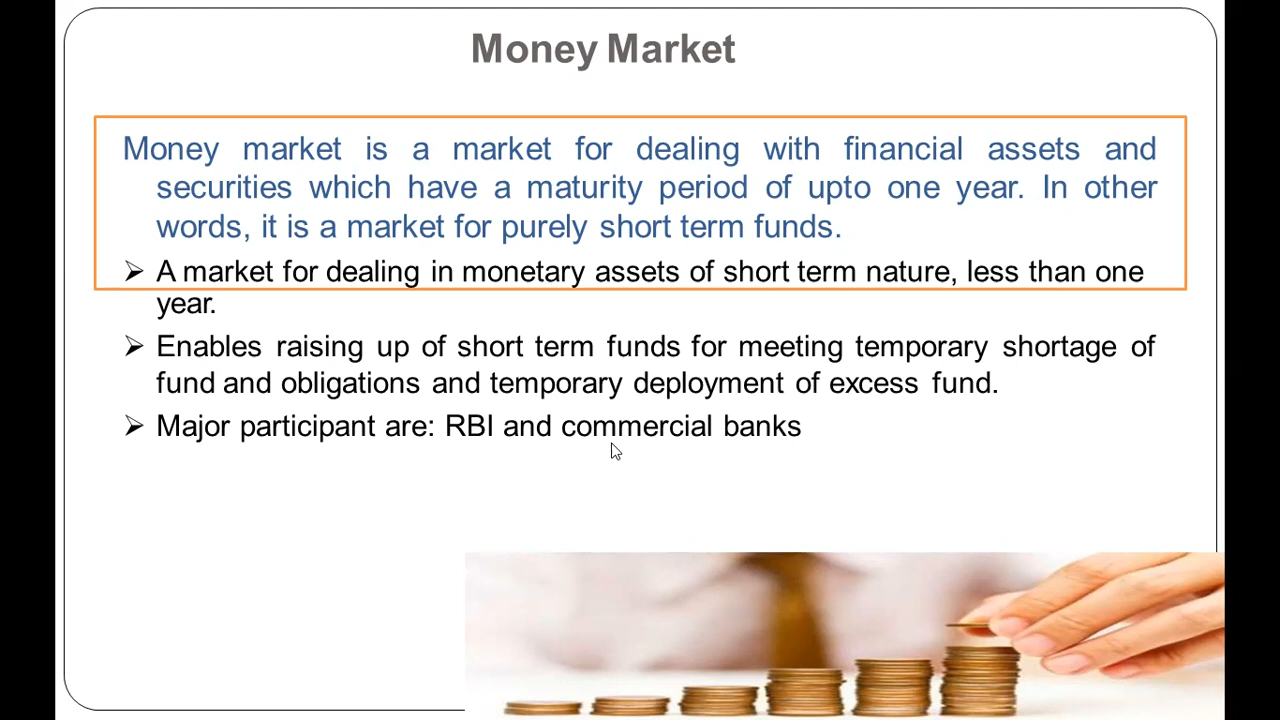 Money Market
Money market is a market for dealing with financial assets and
securities which have a maturity period of upto one year. In other
words, it is a market for purely short term funds.
➢ A market for dealing in monetary assets of short term nature, less than one
year.
➢ Enables raising up of short term funds for meeting temporary shortage of
fund and obligations and temporary deployment of excess fund.
➢ Major participant are: RBI and commercial banks